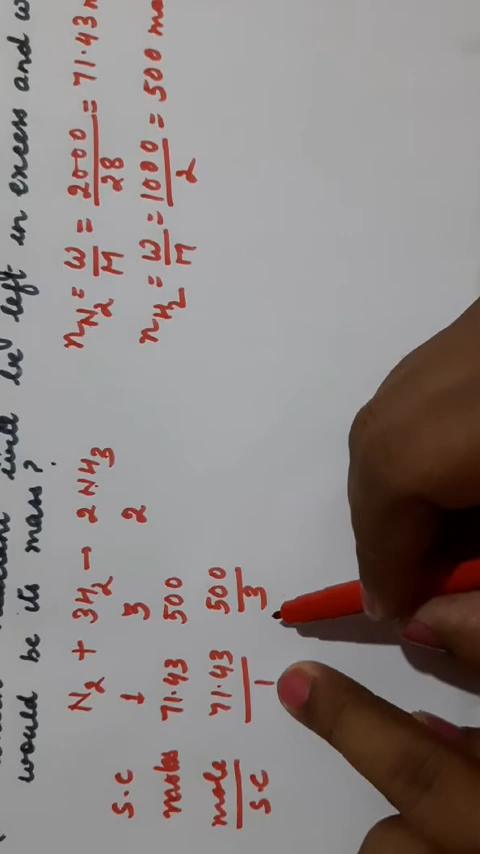 left in excess and
would be its mass?
N2 + 3H2 → 2NH3
nN2 = W/M = 2000/28 = 71.43
S.C 1 3 2
nH2 = W/M = 1000/2 = 500
moles 71.43 500
mole/S.C 71.43/1 500/3